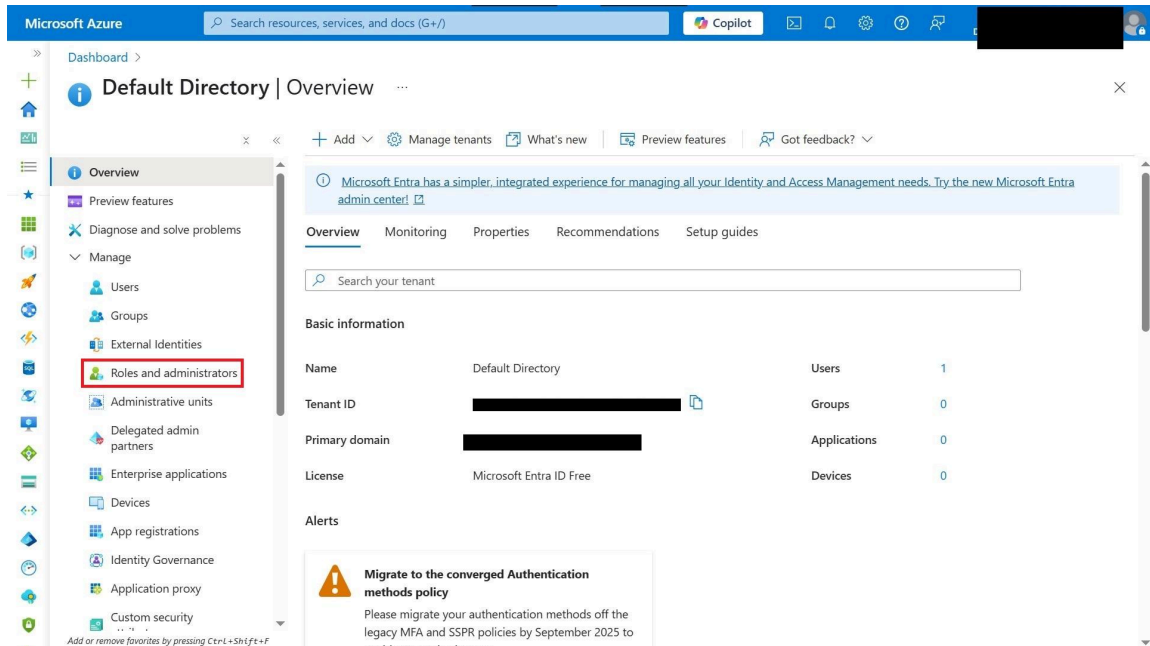 Microsoft Azure
Search resources, services, and docs (G+/)
Copilot
Dashboard >
Default Directory | Overview ...
+ Add
Manage tenants
What's new
Preview features
Got feedback?
Overview
Preview features
Diagnose and solve problems
Manage
Users
Groups
External Identities
Roles and administrators
Administrative units
Delegated admin
partners
Enterprise applications
Devices
App registrations
Identity Governance
Application proxy
Custom security
Add or remove favorites by pressing Ctrl+Shift+F
Microsoft Entra has a simpler, integrated experience for managing all your Identity and Access Management needs. Try the new Microsoft Entra
admin center!
Overview Monitoring Properties Recommendations Setup guides
Search your tenant
Basic information
Name Default Directory Users 1
Tenant ID Groups 0
Primary domain Applications 0
License Microsoft Entra ID Free Devices 0
Alerts
Migrate to the converged Authentication
methods policy
Please migrate your authentication methods off the
legacy MFA and SSPR policies by September 2025 to
SQL